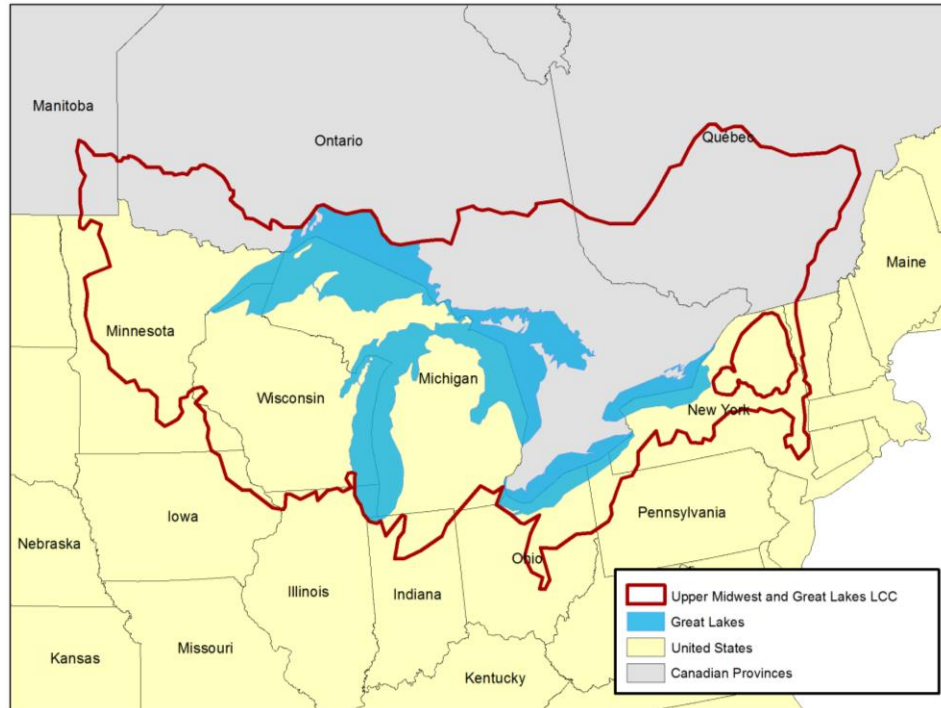 Manitoba
Ontario
Québec
Maine
Minnesota
Wisconsin
Michigan
New York
Iowa
Pennsylvania
Nebraska
Ohio
Illinois
Indiana
Kansas
Missouri
Kentucky
Upper Midwest and Great Lakes LCC
Great Lakes
United States
Canadian Provinces